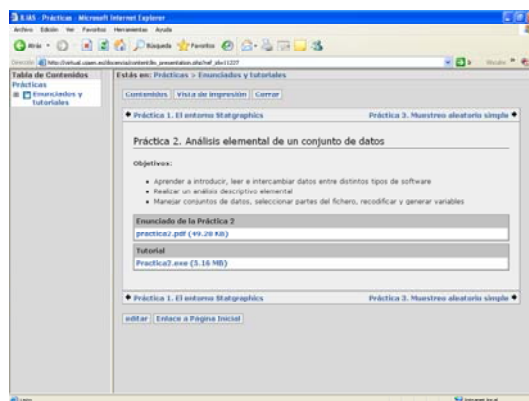 ILIAS - Prácticas - Microsoft Internet Explorer
Archivo Edición Ver Favoritos Herramientas Ayuda
Atrás Búsqueda Favoritos
Tabla de Contenidos
Prácticas
Enunciados y
tutoriales
Estás en: Prácticas > Enunciados y tutoriales
Contenidos Vista de impresión Cerrar
Práctica 1. El entorno Statgraphics Práctica 3. Muestreo aleatorio simple
Práctica 2. Análisis elemental de un conjunto de datos
Objetivos:
Aprender a introducir, leer e intercambiar datos entre distintos tipos de software
Realizar un análisis descriptivo elemental
Manejar conjuntos de datos, seleccionar partes del fichero, recodificar y generar variables
Enunciado de la Práctica 2
practica2.pdf (49.28 KB)
Tutorial
Practica2.exe (3.16 MB)
Práctica 1. El entorno Statgraphics Práctica 3. Muestreo aleatorio simple
editar Enlace a Página Inicial